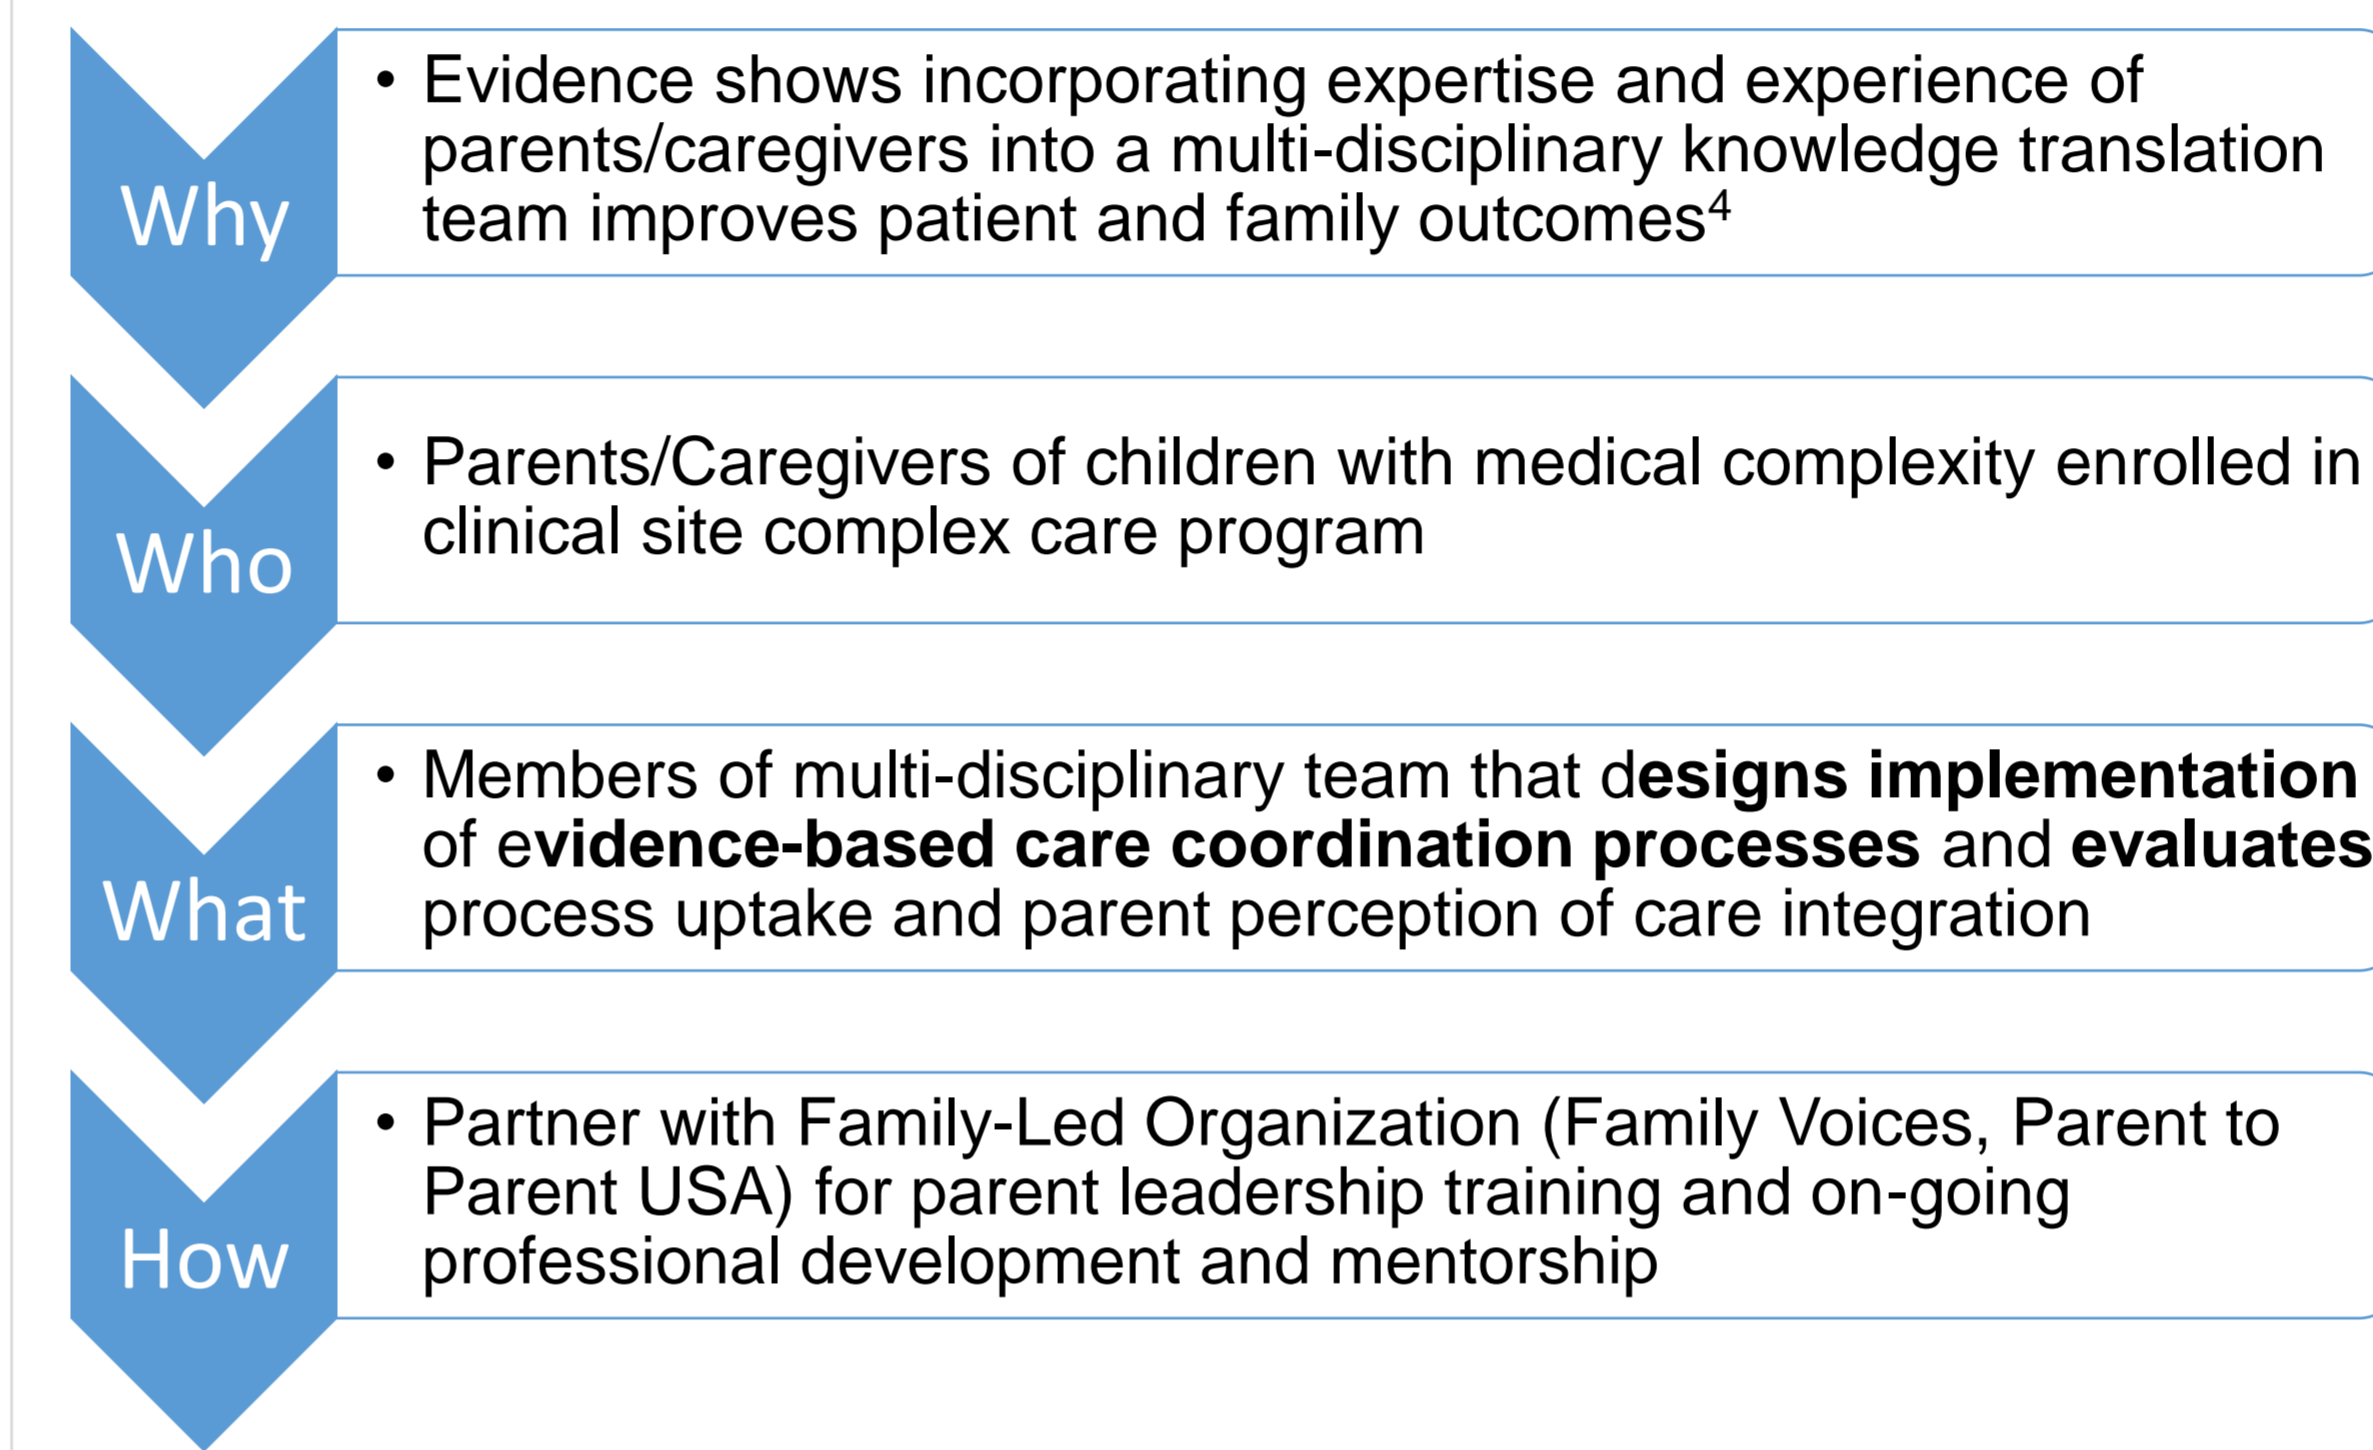 Why
• Evidence shows incorporating expertise and experience of
parents/caregivers into a multi-disciplinary knowledge translation
team improves patient and family outcomes⁴
Who
• Parents/Caregivers of children with medical complexity enrolled in
clinical site complex care program
What
• Members of multi-disciplinary team that designs implementation
of evidence-based care coordination processes and evaluates
process uptake and parent perception of care integration
How
• Partner with Family-Led Organization (Family Voices, Parent to
Parent USA) for parent leadership training and on-going
professional development and mentorship